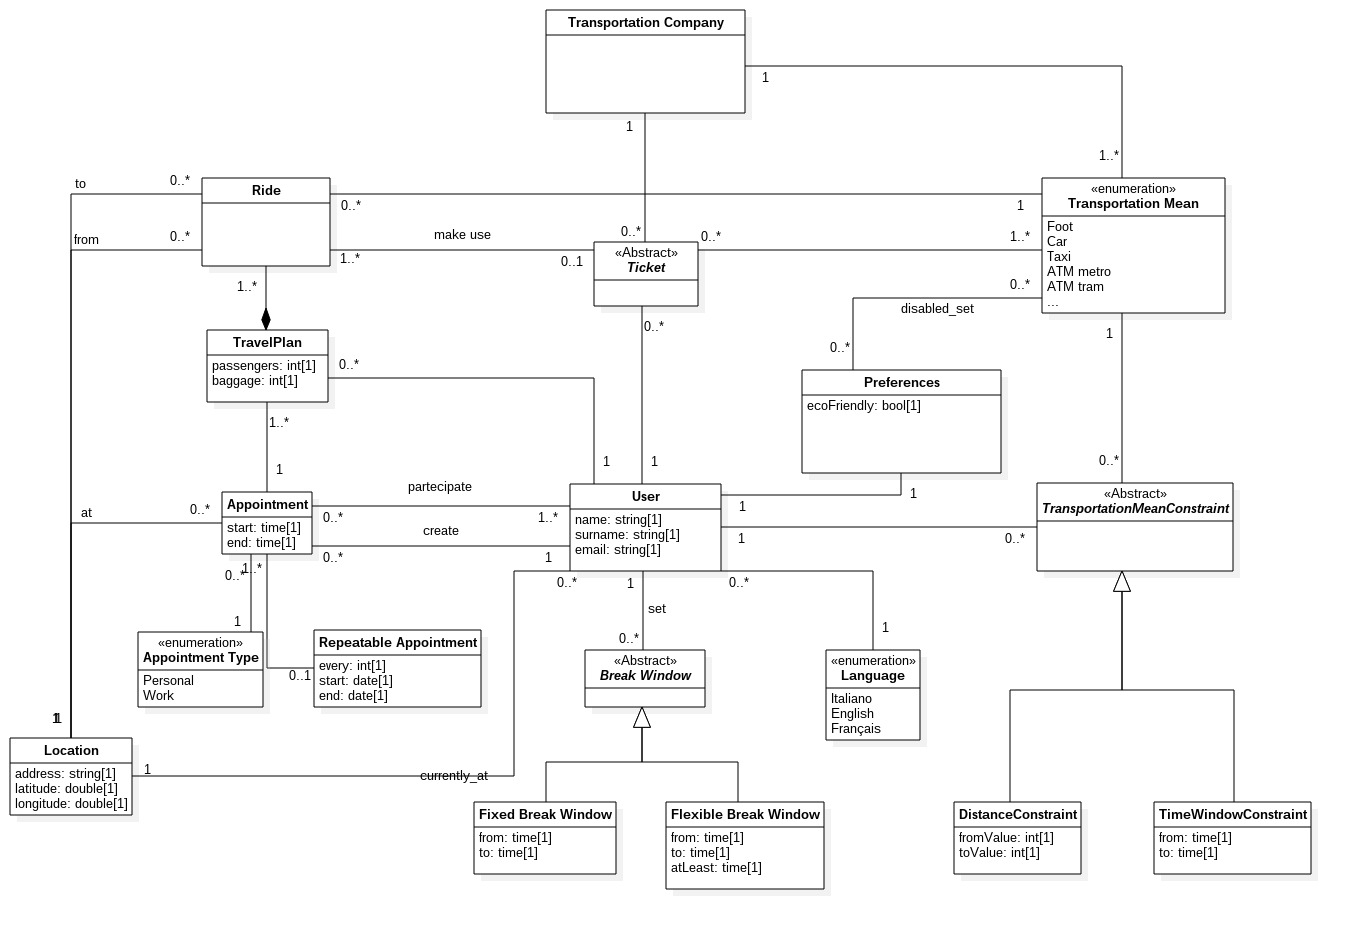 Transportation Company
1
1
1..*
to
0..*
Ride
0..*
1
«enumeration»
Transportation Mean
Foot
Car
Taxi
ATM metro
ATM tram
...
from
0..*
make use
1..*
0..1
0..*
«Abstract»
Ticket
0..*
1..*
0..*
disabled_set
0..*
1..*
0..*
1
TravelPlan
passengers: int[1]
baggage: int[1]
0..*
Preferences
ecoFriendly: bool[1]
1..*
1
1
1
0..*
1
1
Appointment
start: time[1]
end: time[1]
at
0..*
partecipate
0..*
1..*
create
0..*
1
User
name: string[1]
surname: string[1]
email: string[1]
1
0..*
«Abstract»
TransportationMeanConstraint
0..*
1..*
0..*
1
0..*
set
0..*
1
1
«enumeration»
Appointment Type
Personal
Work
0..1
Repeatable Appointment
every: int[1]
start: date[1]
end: date[1]
«Abstract»
Break Window
«enumeration»
Language
Italiano
English
Français
1
1
Location
address: string[1]
latitude: double[1]
longitude: double[1]
1
currently_at
Fixed Break Window
from: time[1]
to: time[1]
Flexible Break Window
from: time[1]
to: time[1]
atLeast: time[1]
DistanceConstraint
fromValue: int[1]
toValue: int[1]
TimeWindowConstraint
from: time[1]
to: time[1]